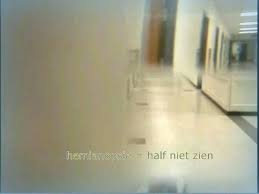 hemianopsie = half niet zien